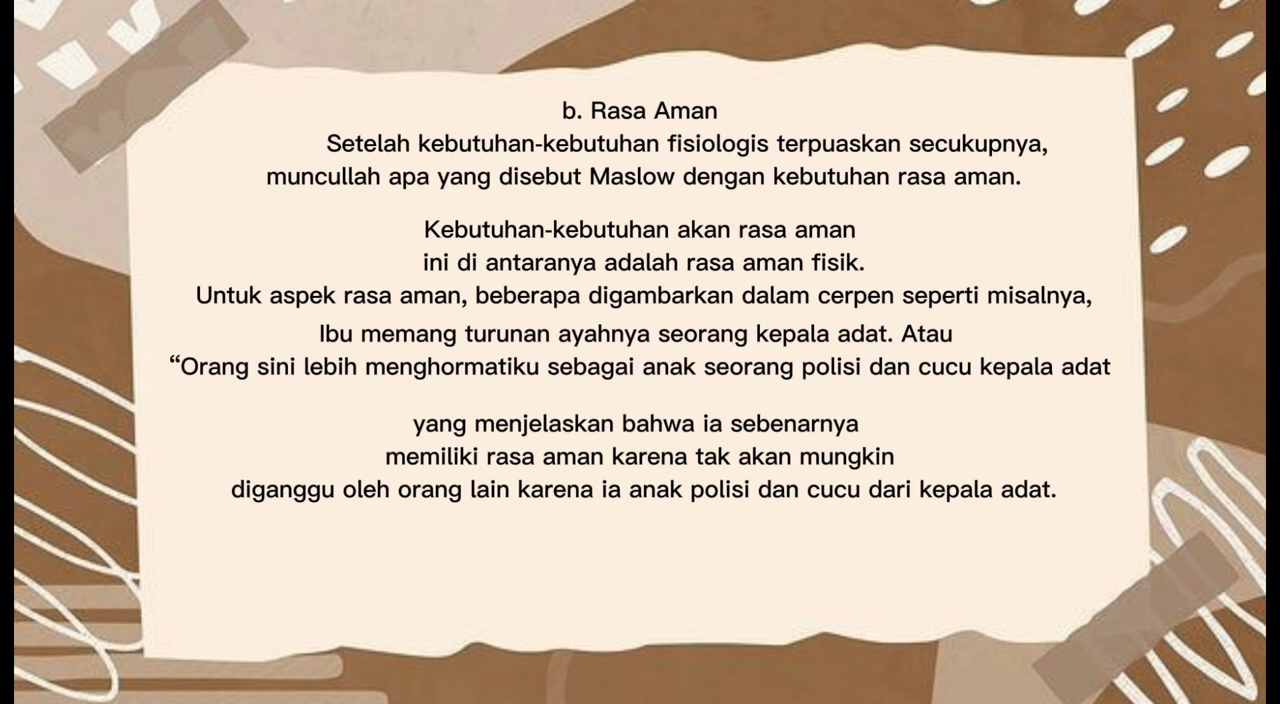 b. Rasa Aman
Setelah kebutuhan-kebutuhan fisiologis terpuaskan secukupnya,
muncullah apa yang disebut Maslow dengan kebutuhan rasa aman.
Kebutuhan-kebutuhan akan rasa aman
ini di antaranya adalah rasa aman fisik.
Untuk aspek rasa aman, beberapa digambarkan dalam cerpen seperti misalnya,
Ibu memang turunan ayahnya seorang kepala adat. Atau
“Orang sini lebih menghormatiku sebagai anak seorang polisi dan cucu kepala adat
yang menjelaskan bahwa ia sebenarnya
memiliki rasa aman karena tak akan mungkin
diganggu oleh orang lain karena ia anak polisi dan cucu dari kepala adat.